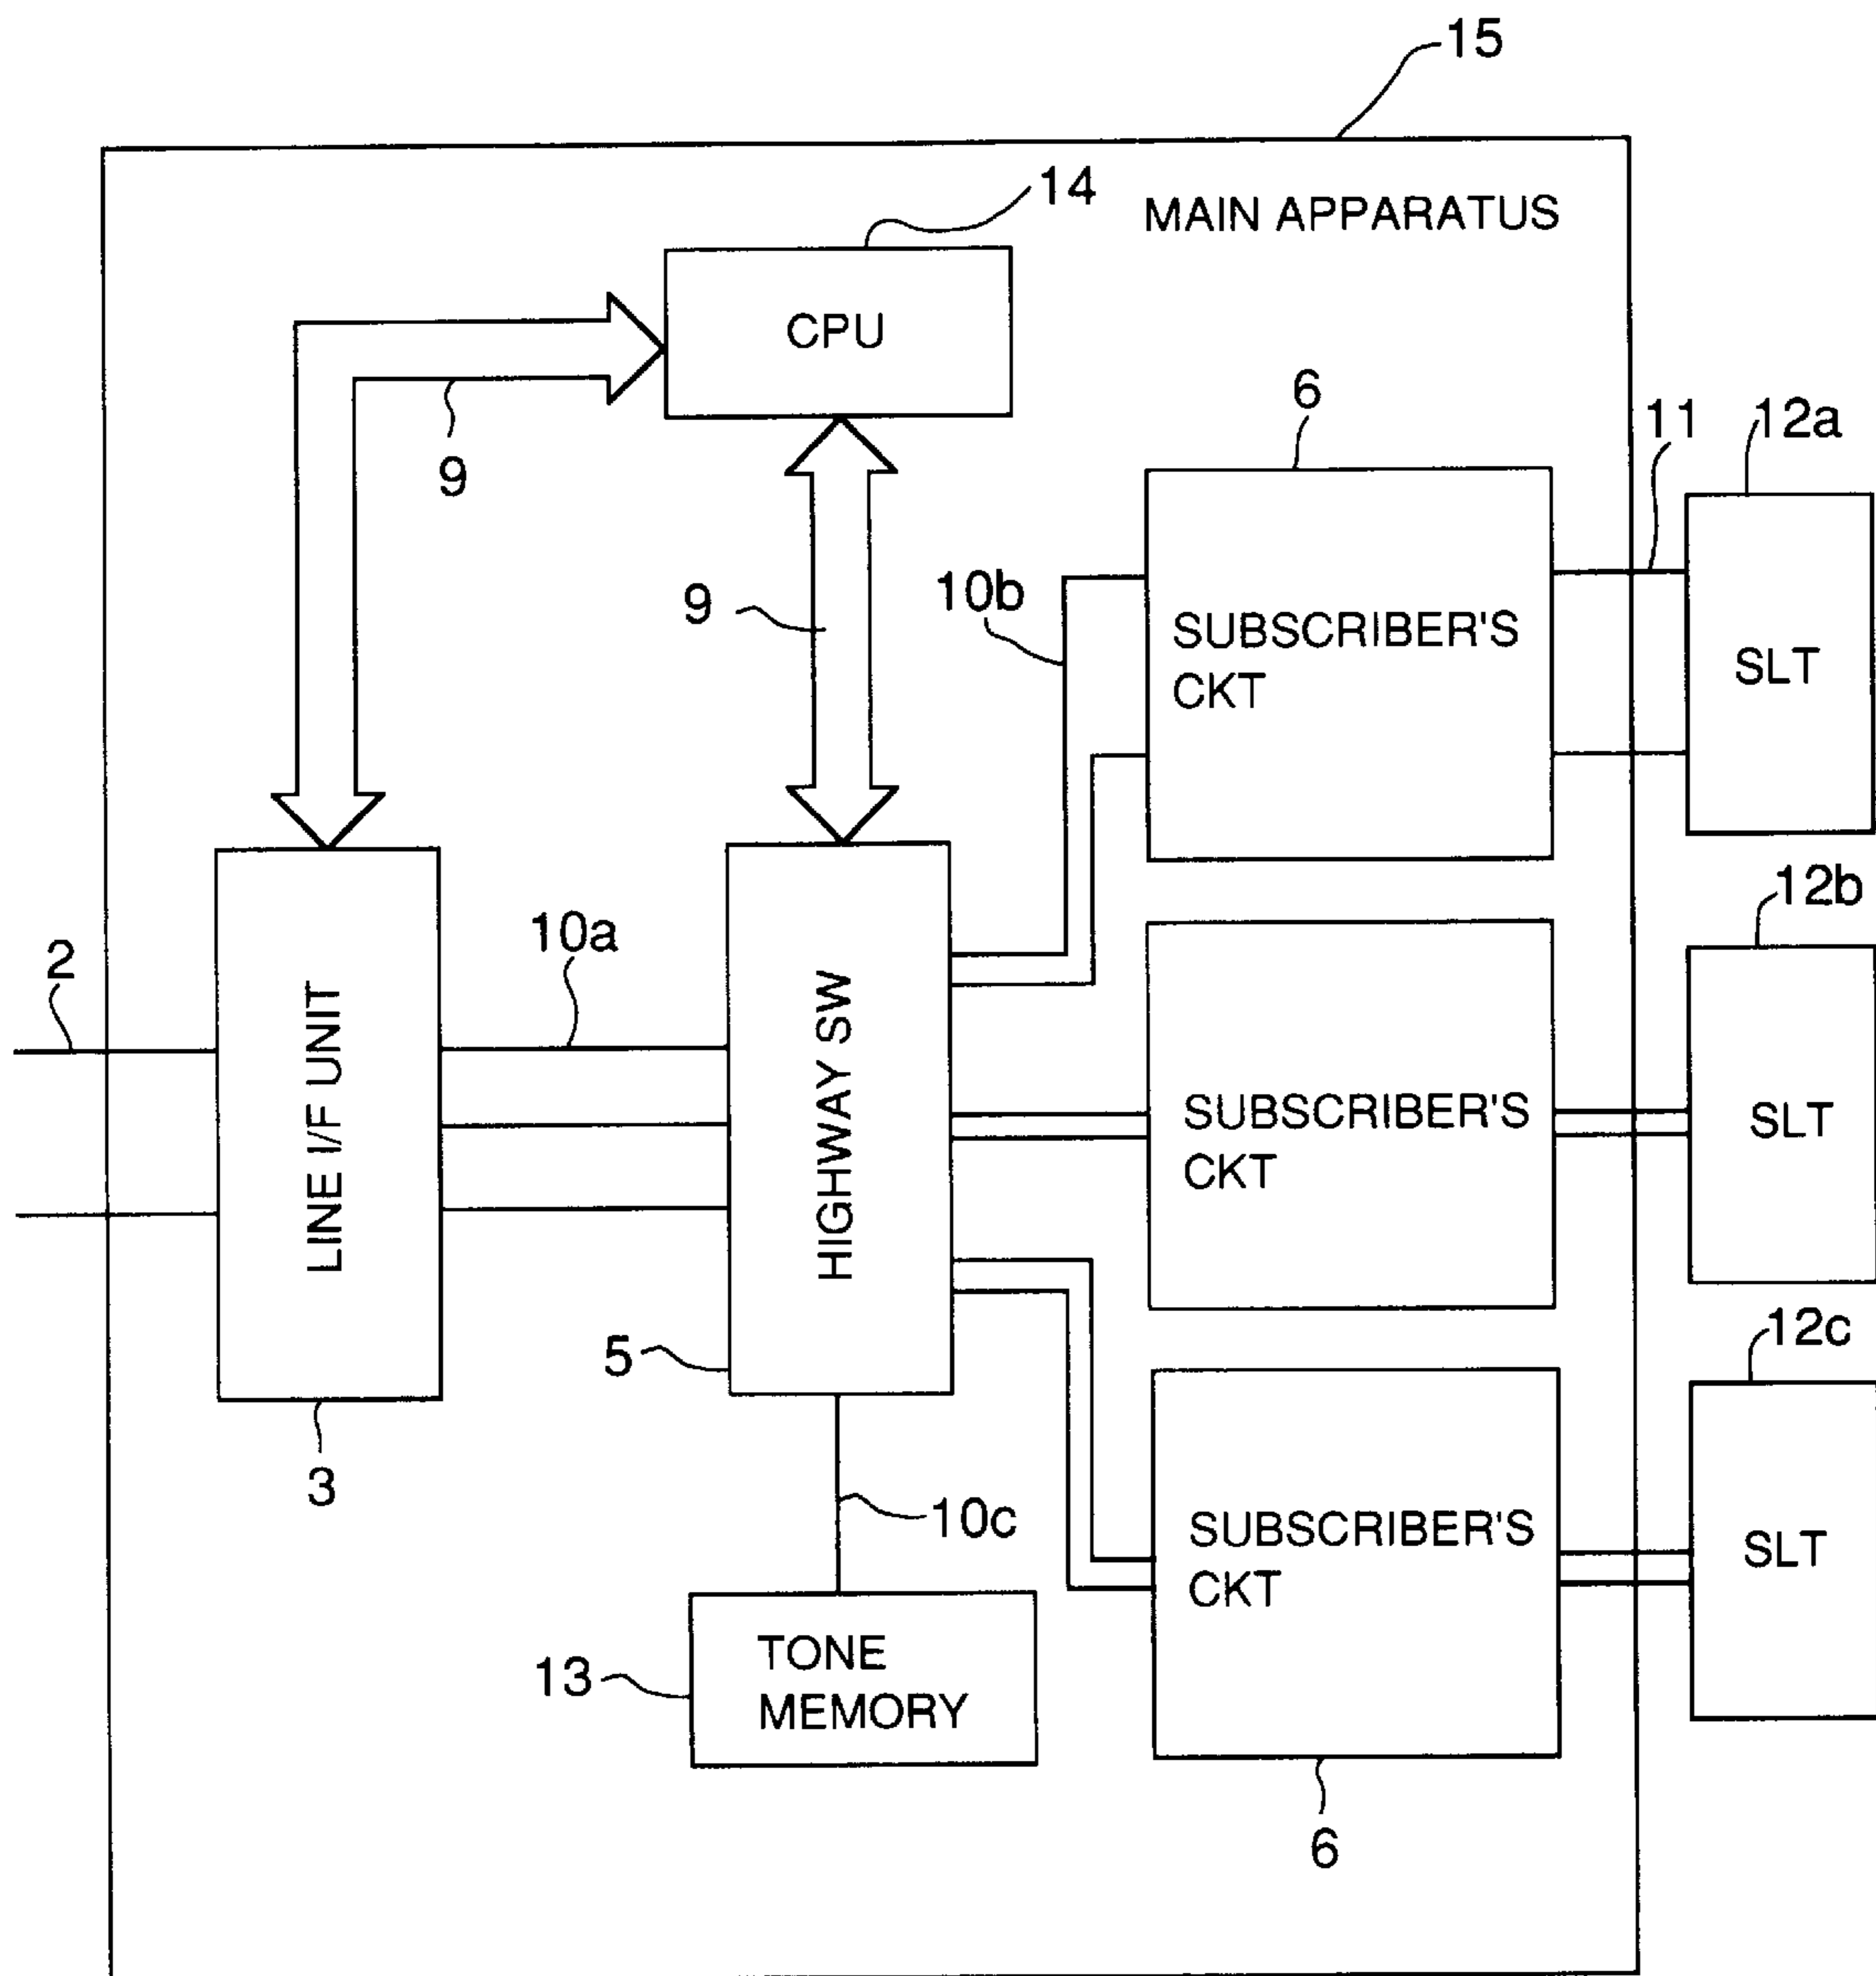 15
14
MAIN APPARATUS
CPU
9
6
11
12a
9
10b
SUBSCRIBER'S
CKT
SLT
12b
2
10a
LINE I/F UNIT
HIGHWAY SW
SUBSCRIBER'S
CKT
SLT
5
12c
3
10c
SUBSCRIBER'S
CKT
SLT
13
TONE
MEMORY
6